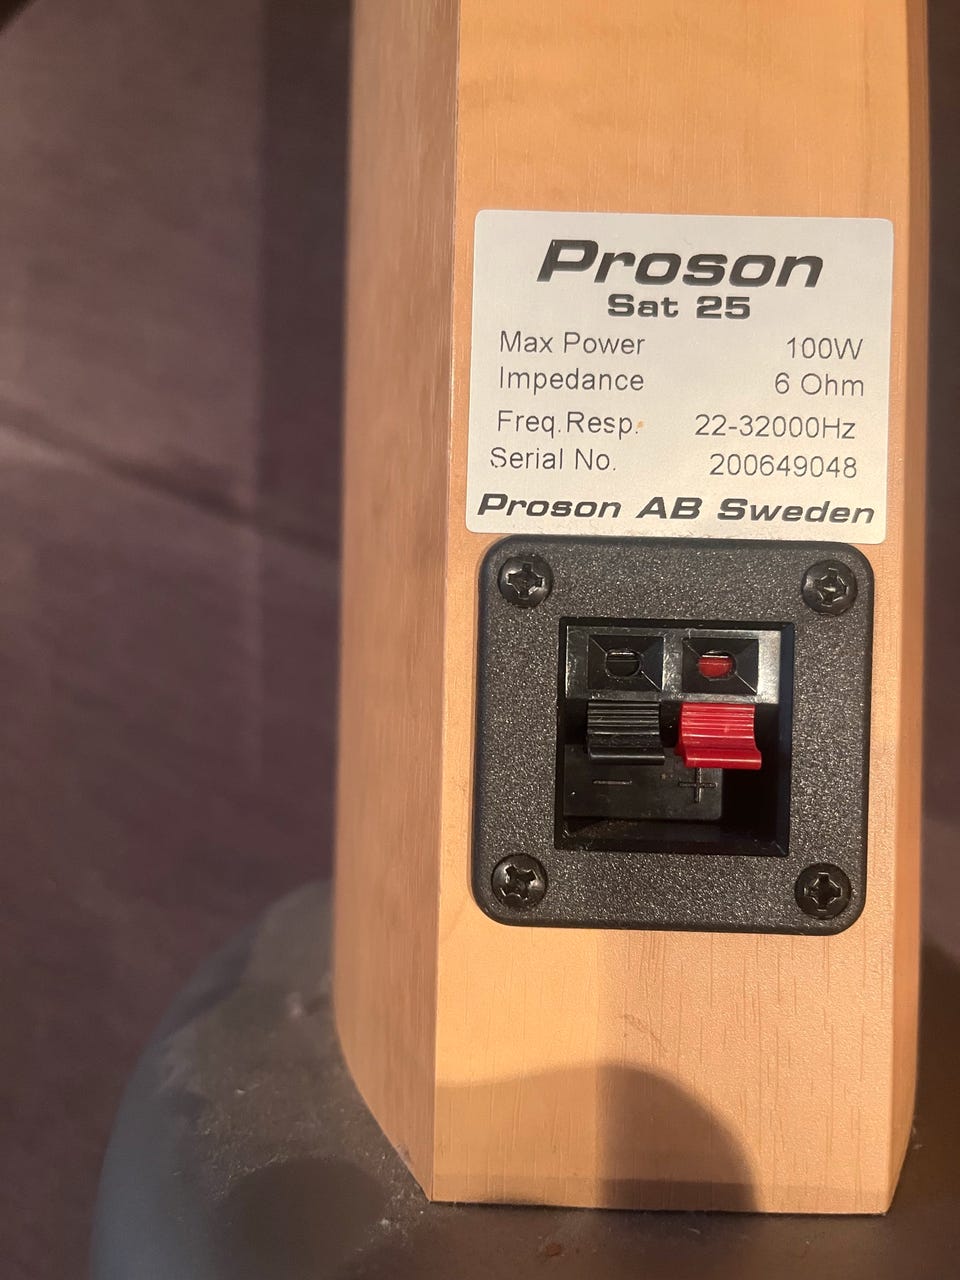 Proson
Sat 25
Max Power 100W
Impedance 6 Ohm
Freq.Resp. 22-32000Hz
Serial No. 200649048
Proson AB Sweden
— +